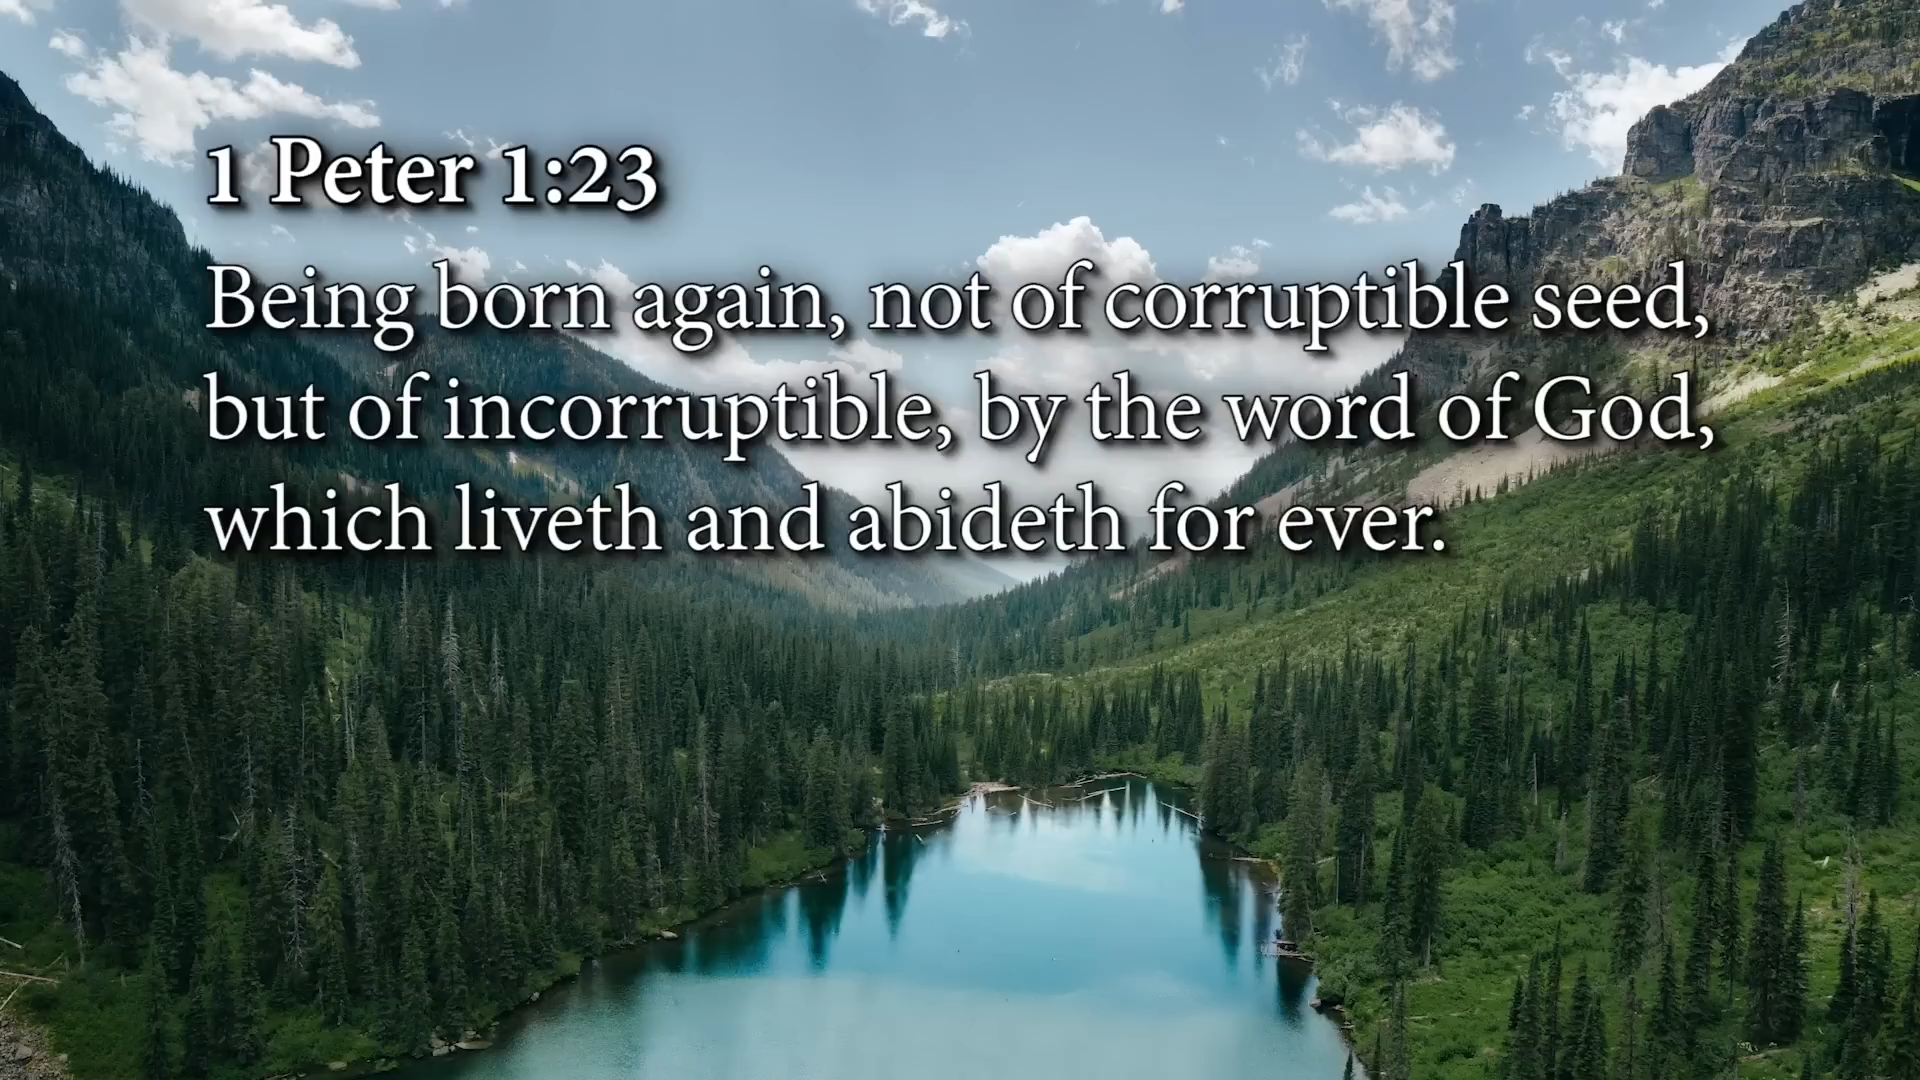 1 Peter 1:23
Being born again, not of corruptible seed,
but of incorruptible, by the word of God,
which liveth and abideth for ever.